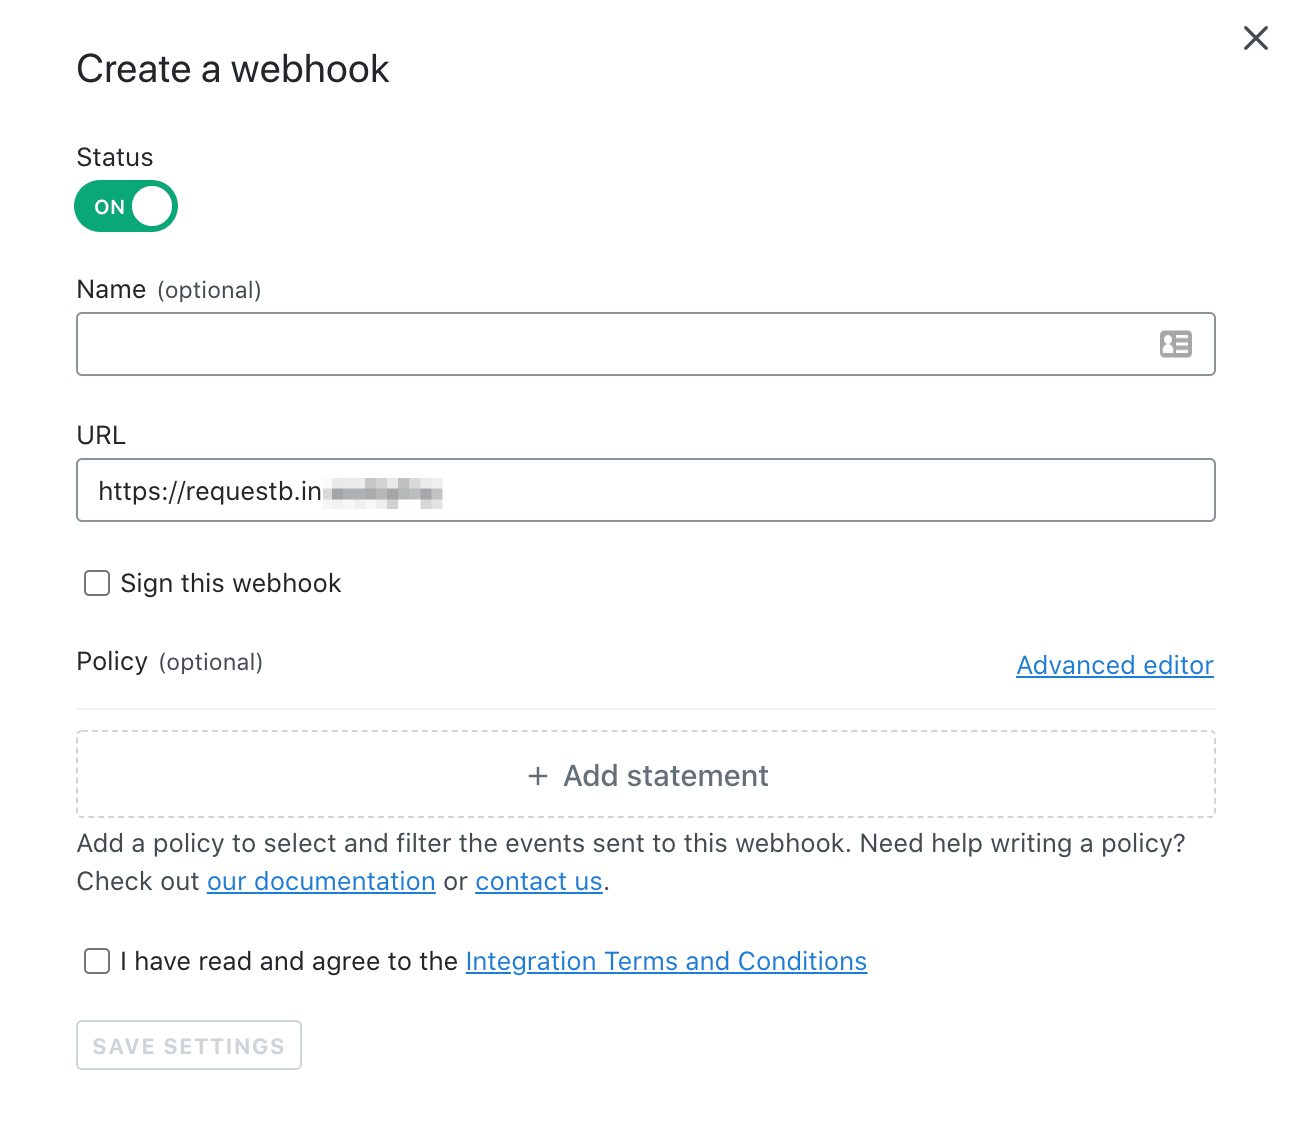 Create a webhook
Status
ON
Name (optional)
URL
https://requestb.in
Sign this webhook
Policy (optional)
Advanced editor
+ Add statement
Add a policy to select and filter the events sent to this webhook. Need help writing a policy?
Check out our documentation or contact us.
I have read and agree to the Integration Terms and Conditions
SAVE SETTINGS